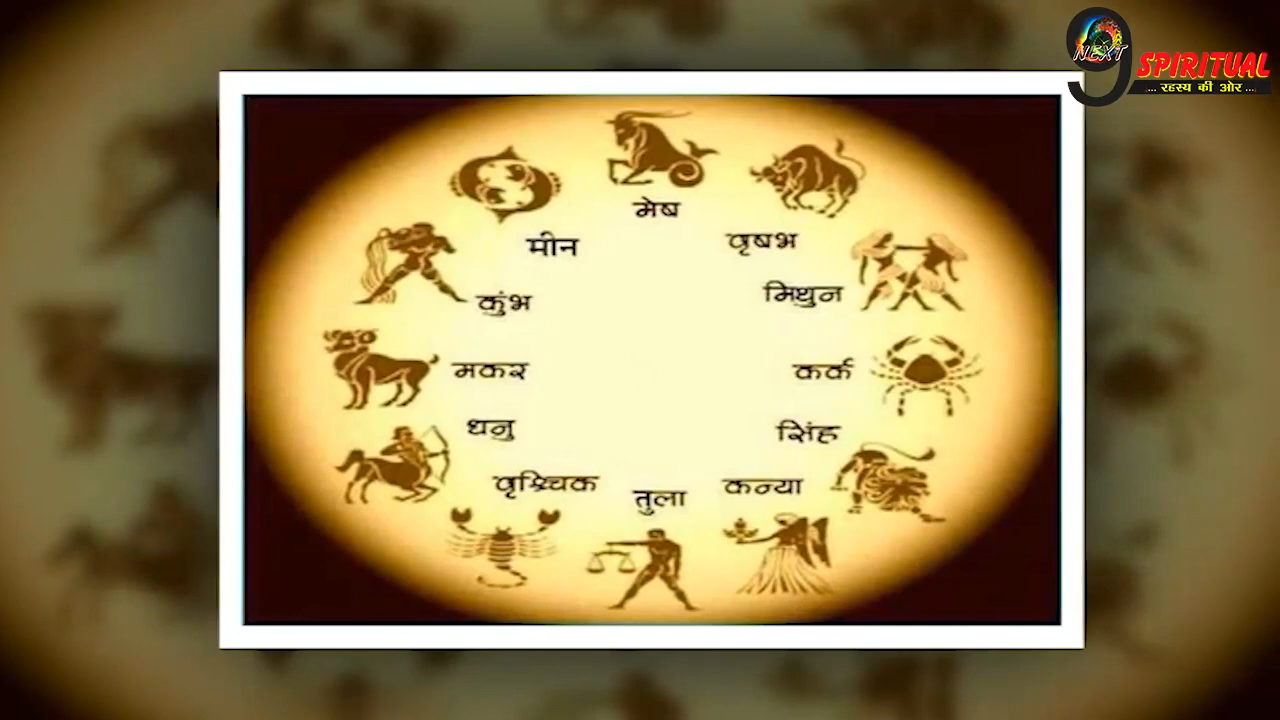 NEXT
9 SPIRITUAL
... रहस्य की ओर ...
मेष
वृषभ
मीन
मिथुन
कुंभ
मकर
कर्क
धनु
सिंह
वृश्चिक
तुला
कन्या